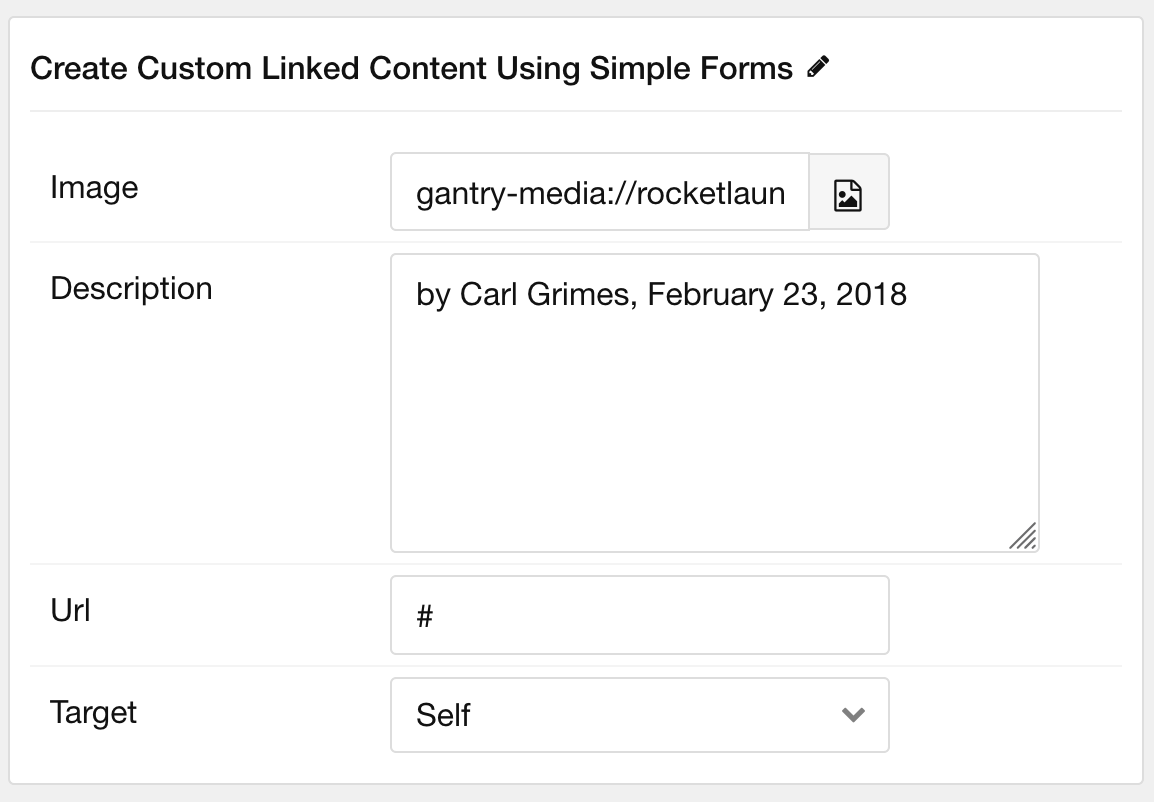 Create Custom Linked Content Using Simple Forms
Image
gantry-media://rocketlaun
Description
by Carl Grimes, February 23, 2018
Url
#
Target
Self